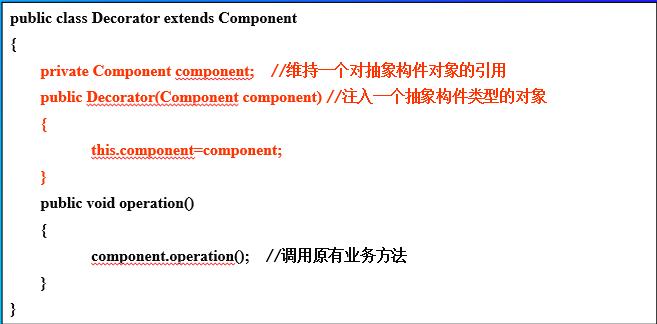 public class Decorator extends Component
{
private Component component; //维持一个对抽象构件对象的引用
public Decorator(Component component) //注入一个抽象构件类型的对象
{
this.component=component;
}
public void operation()
{
component.operation(); //调用原有业务方法
}
}